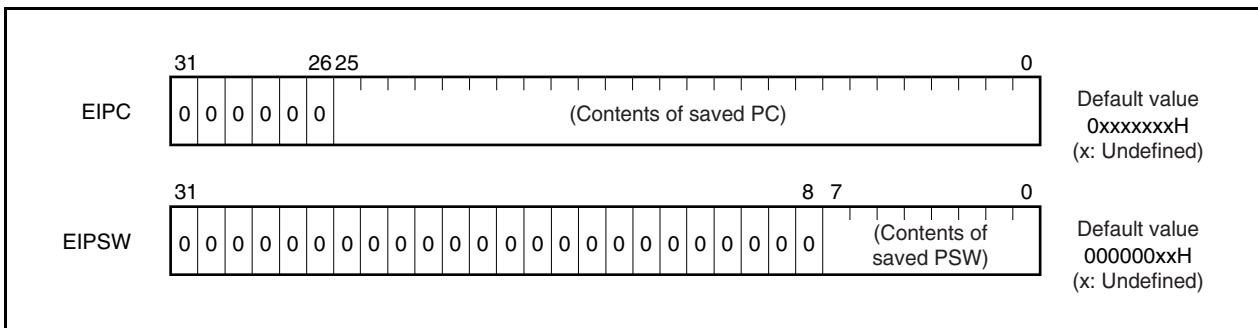 31 26 25 0
EIPC 0 0 0 0 0 0 (Contents of saved PC) Default value
0xxxxxxxH
(x: Undefined)
31 8 7 0
EIPSW 0 0 0 0 0 0 0 0 0 0 0 0 0 0 0 0 0 0 0 0 0 0 0 0 (Contents of
saved PSW) Default value
000000xxH
(x: Undefined)